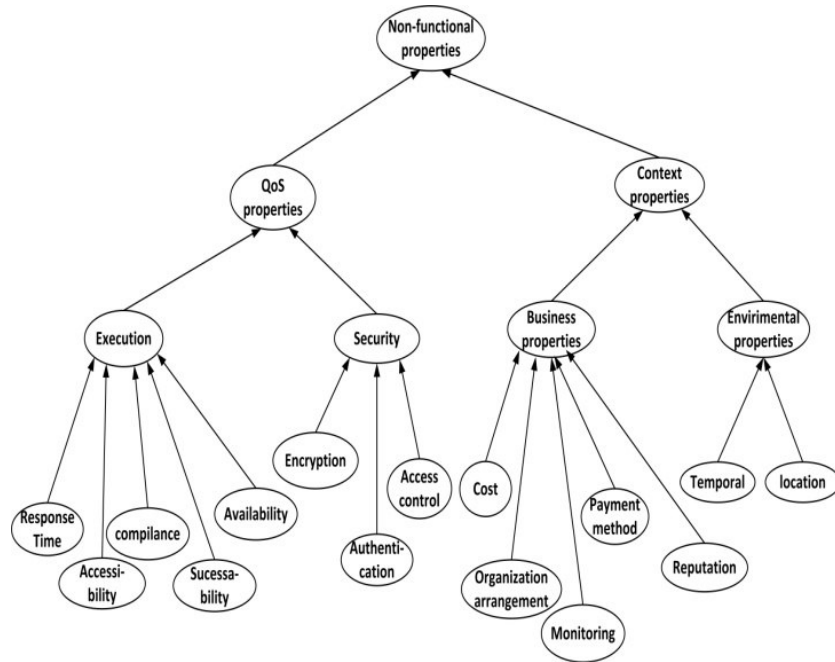 Non-functional
properties
QoS
properties
Context
properties
Execution
Security
Business
properties
Envirimental
properties
Response
Time
Accessi-
bility
compilance
Sucessa-
bility
Availability
Encryption
Authenti-
cation
Access
control
Cost
Organization
arrangement
Monitoring
Payment
method
Reputation
Temporal
location